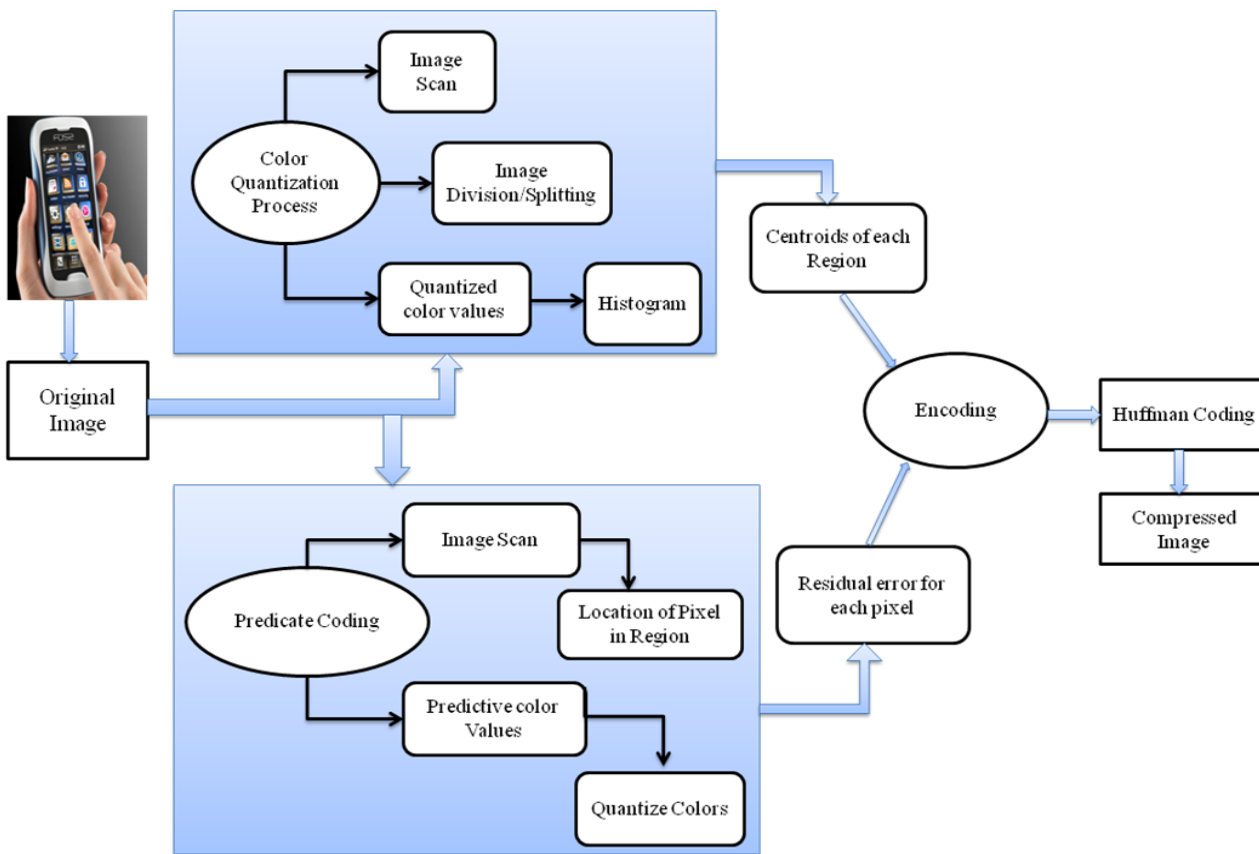 Image
Scan
Color
Quantization
Process
Image
Division/Splitting
Quantized
color values
Histogram
Centroids of each
Region
Original
Image
Encoding
Huffman Coding
Compressed
Image
Predicate Coding
Image Scan
Location of Pixel
in Region
Predictive color
Values
Quantize Colors
Residual error for
each pixel